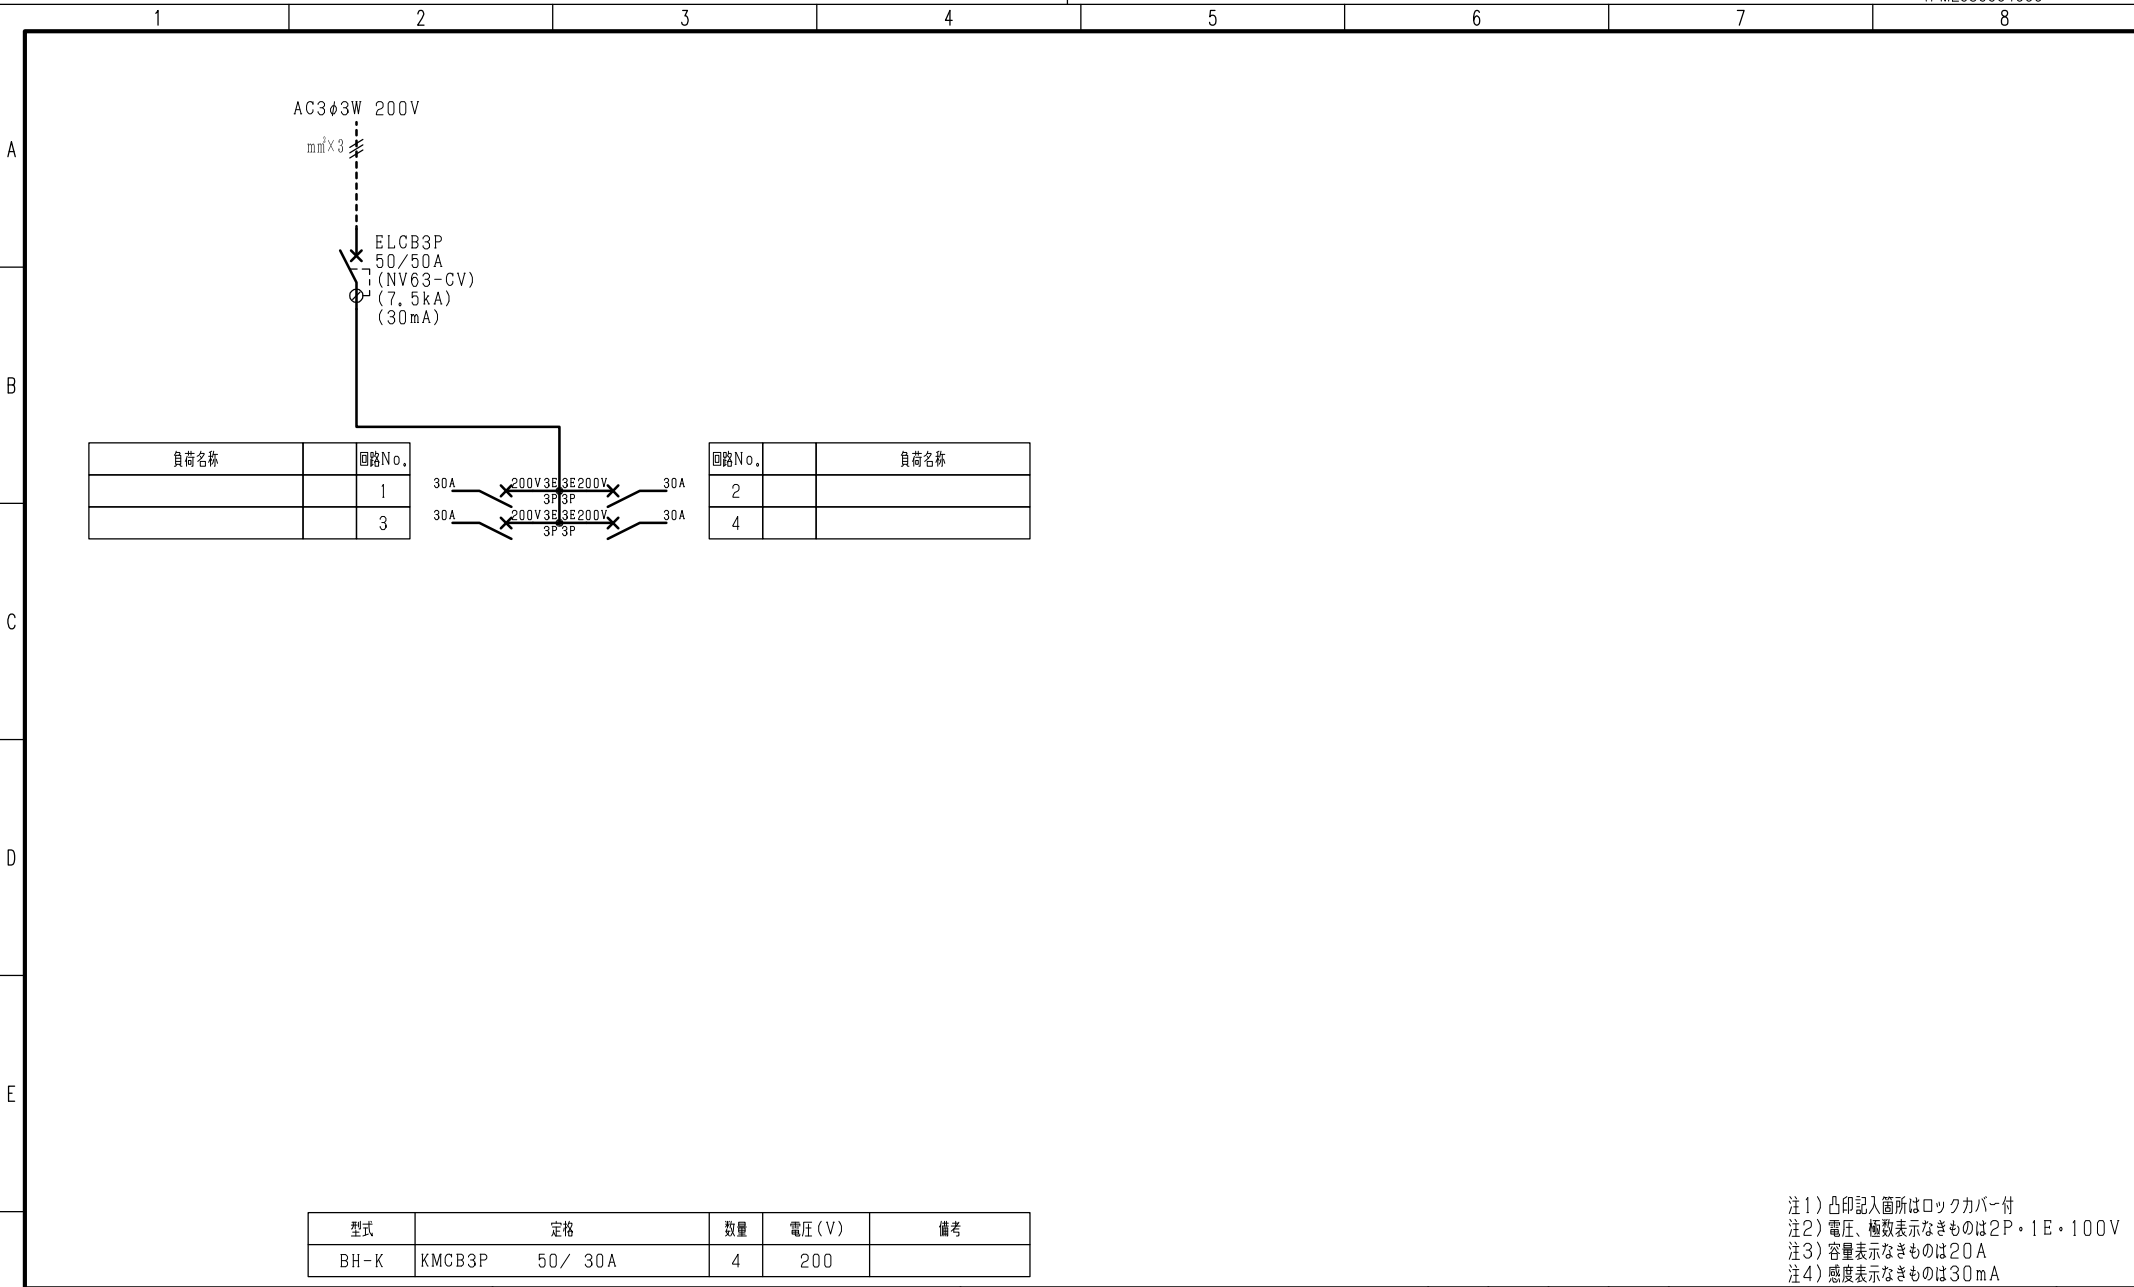 1 2 3 4 5 6 7 8
A
B
C
D
E
AC3φ3W 200V
mm²×3
ELCB3P
50/50A
(NV63-CV)
(7.5kA)
(30mA)
負荷名称 回路No.
1
3
30A 200V 3E 3E 200V 30A
3P 3P
30A 200V 3E 3E 200V 30A
3P 3P
回路No. 負荷名称
2
4
型式 定格 数量 電圧(V) 備考
BH-K KMCB3P 50/ 30A 4 200
注1)凸印記入箇所はロックカバー付
注2)電圧、極数表示なきものは2P・1E・100V
注3)容量表示なきものは20A
注4)感度表示なきものは30mA